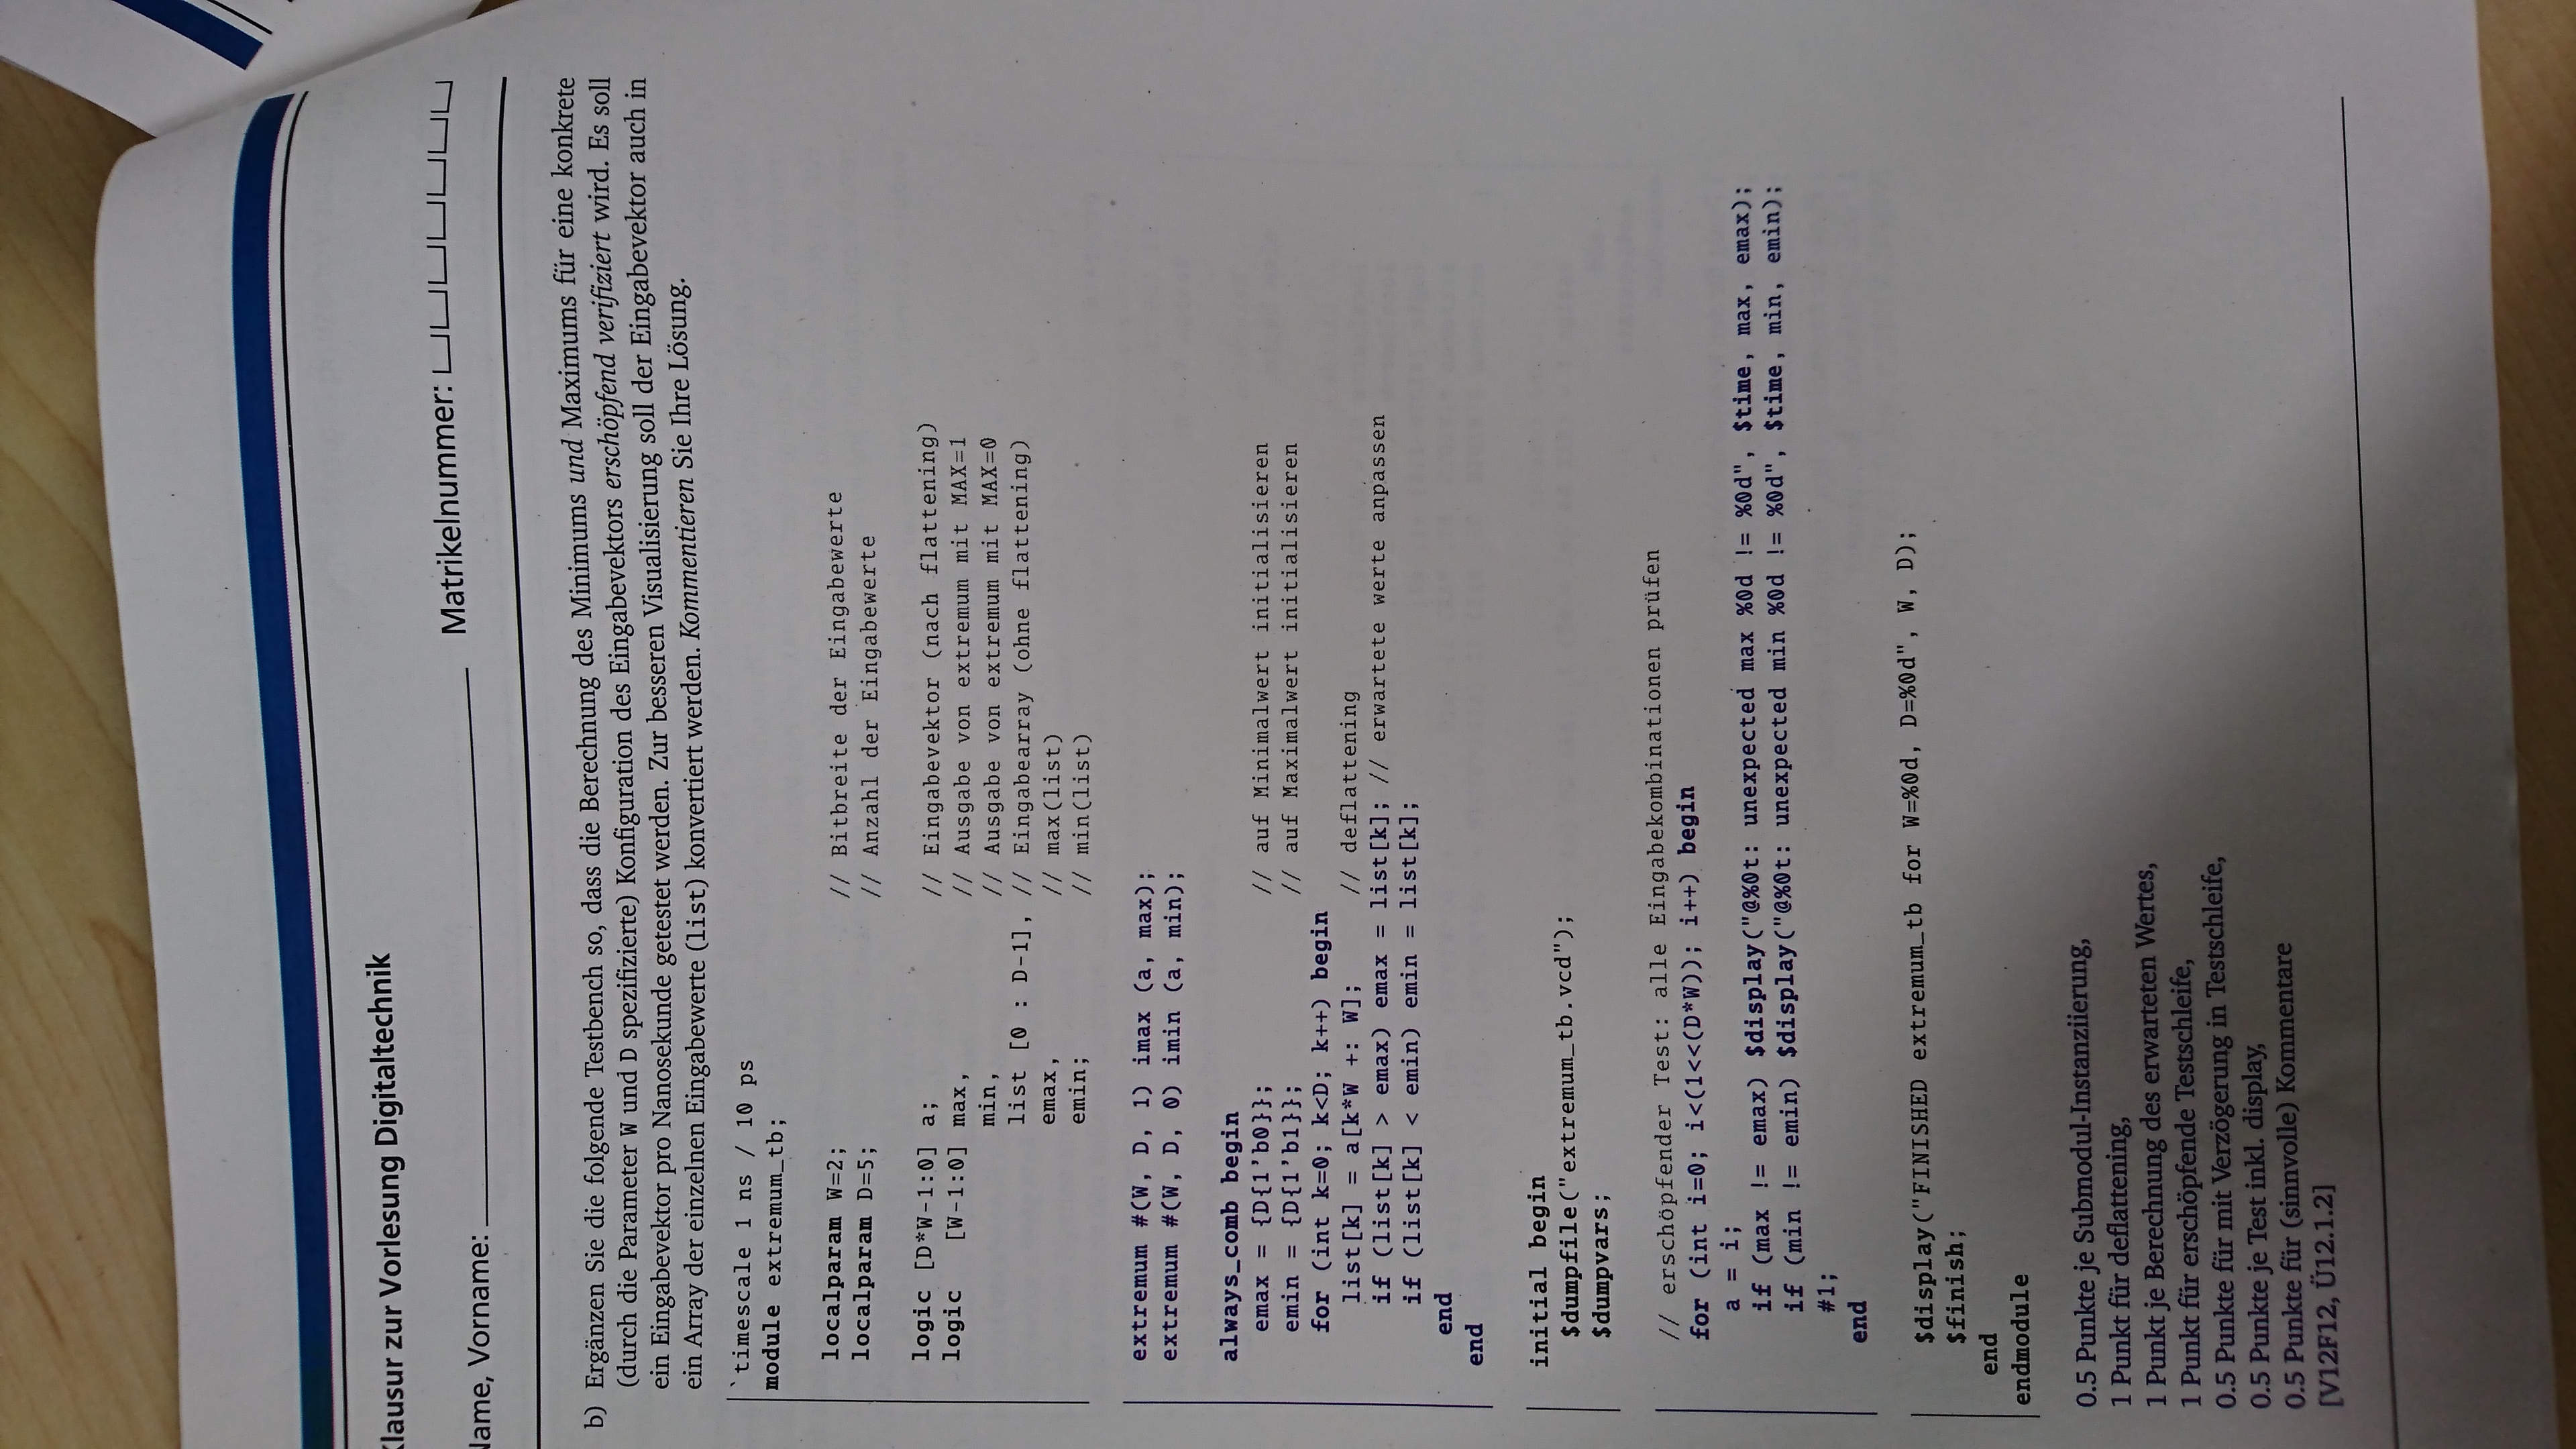 Klausur zur Vorlesung Digitaltechnik
Matrikelnummer:
Name, Vorname:
b) Ergänzen Sie die folgende Testbench so, dass die Berechnung des Minimums und Maximums für eine konkrete
(durch die Parameter W und D spezifizierte) Konfiguration des Eingabevektors erschöpfend verifiziert wird. Es soll
ein Eingabevektor pro Nanosekunde getestet werden. Zur besseren Visualisierung soll der Eingabevektor auch in
ein Array der einzelnen Eingabewerte (list) konvertiert werden. Kommentieren Sie Ihre Lösung.
`timescale 1 ns / 10 ps
module extremum_tb;
localparam W=2; // Bitbreite der Eingabewerte
localparam D=5; // Anzahl der Eingabewerte
logic [D*W-1:0] a; // Eingabevektor (nach flattening)
logic [W-1:0] max, // Ausgabe von extremum mit MAX=1
min, // Ausgabe von extremum mit MAX=0
list [0 : D-1], // Eingabearray (ohne flattening)
emax, // max(list)
emin; // min(list)
extremum #(W, D, 1) imax (a, max);
extremum #(W, D, 0) imin (a, min);
always_comb begin
emax = {D{1'b0}}; // auf Minimalwert initialisieren
emin = {D{1'b1}}; // auf Maximalwert initialisieren
for (int k=0; k<D; k++) begin
list[k] = a[k*W +: W]; // deflattening
if (list[k] > emax) emax = list[k]; // erwartete werte anpassen
if (list[k] < emin) emin = list[k];
end
end
initial begin
$dumpfile("extremum_tb.vcd");
$dumpvars;
// erschöpfender Test: alle Eingabekombinationen prüfen
for (int i=0; i<(1<<(D*W)); i++) begin
a = i;
if (max != emax) $display("@%0t: unexpected max %0d != %0d", $time, max, emax);
if (min != emin) $display("@%0t: unexpected min %0d != %0d", $time, min, emin);
#1;
end
$display("FINISHED extremum_tb for W=%0d, D=%0d", W, D);
$finish;
end
endmodule
0.5 Punkte je Submodul-Instanziierung,
1 Punkt für deflattening,
1 Punkt je Berechnung des erwarteten Wertes,
1 Punkt für erschöpfende Testschleife,
0.5 Punkte für mit Verzögerung in Testschleife,
0.5 Punkte je Test inkl. display,
0.5 Punkte für (sinnvolle) Kommentare
[V12F12, Ü12.1.2]